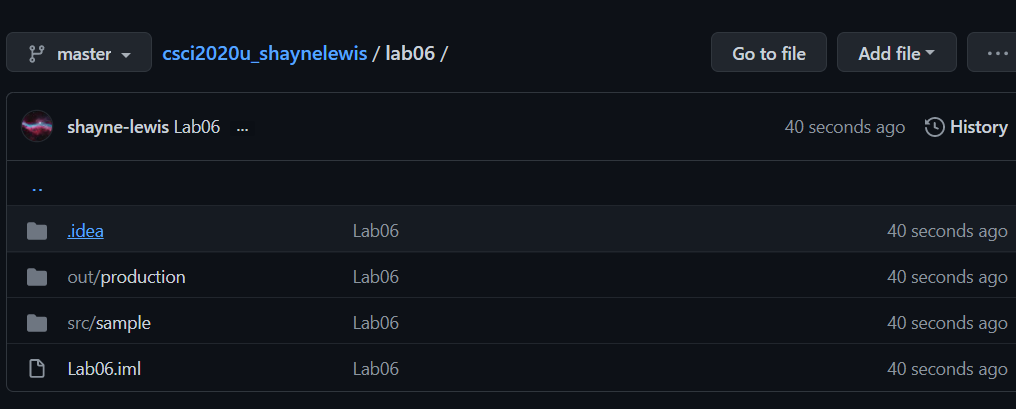 master csci2020u_shaynelewis / lab06 / Go to file Add file ...
shayne-lewis Lab06 ... 40 seconds ago History
..
.idea Lab06 40 seconds ago
out/production Lab06 40 seconds ago
src/sample Lab06 40 seconds ago
Lab06.iml Lab06 40 seconds ago